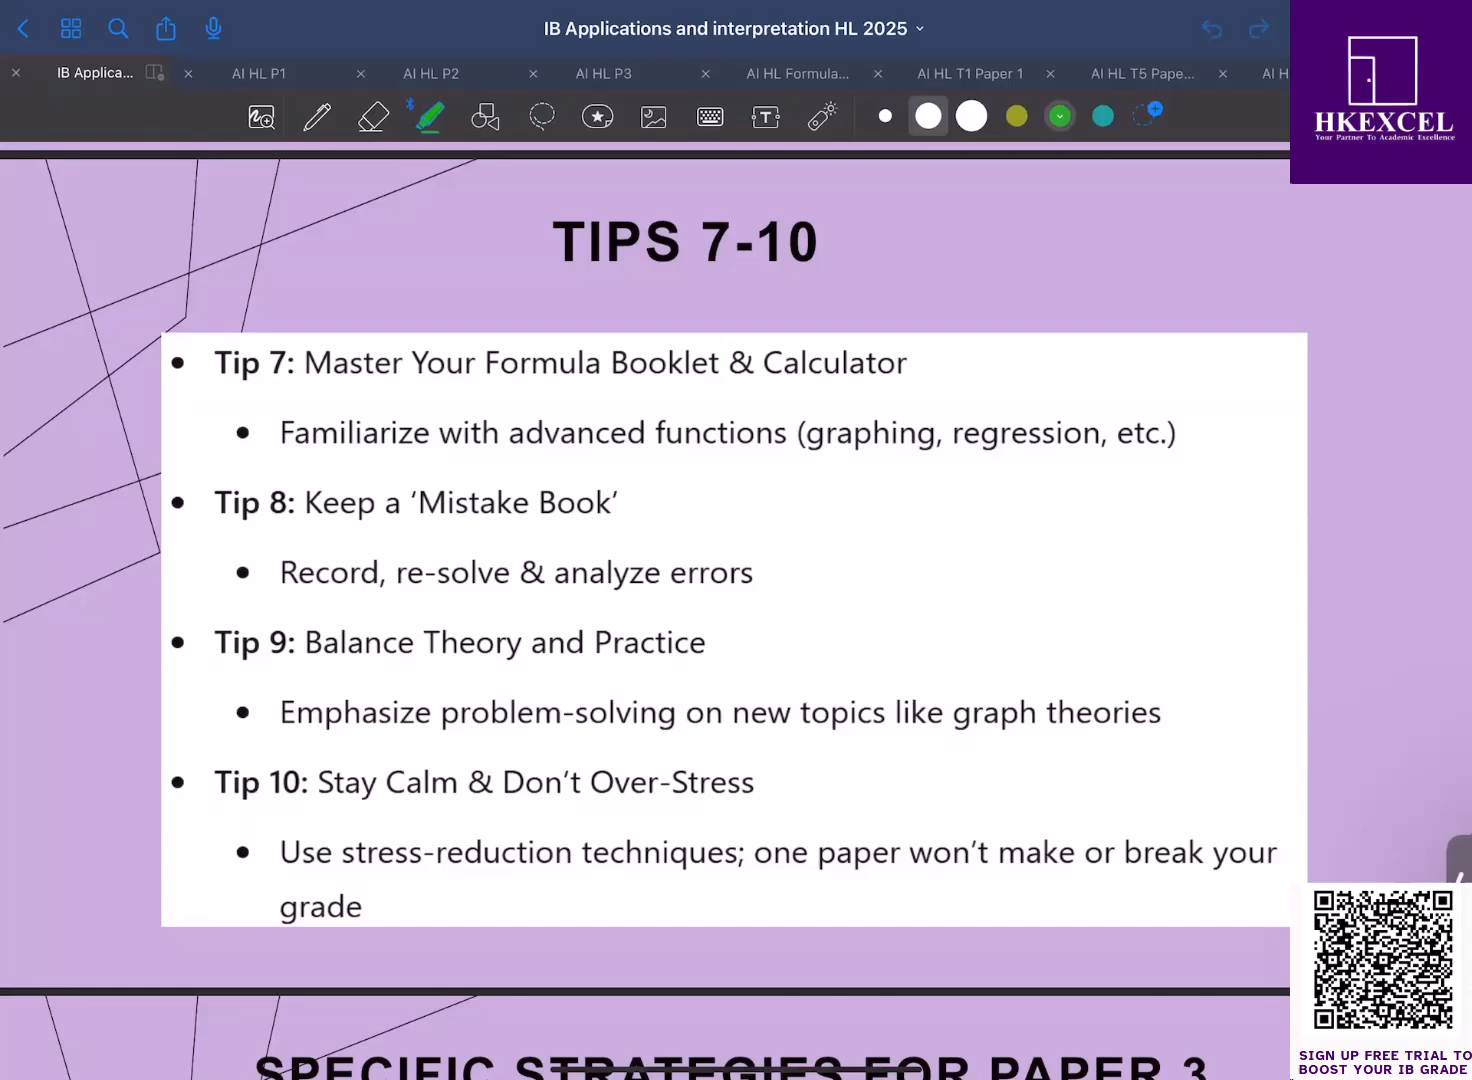 IB Applications and interpretation HL 2025
IB Applica...
AI HL P1
AI HL P2
AI HL P3
AI HL Formula...
AI HL T1 Paper 1
AI HL T5 Pape...
AI H
HKEXCEL
Your Partner To Academic Excellence
TIPS 7-10
• Tip 7: Master Your Formula Booklet & Calculator
• Familiarize with advanced functions (graphing, regression, etc.)
• Tip 8: Keep a ‘Mistake Book’
• Record, re-solve & analyze errors
• Tip 9: Balance Theory and Practice
• Emphasize problem-solving on new topics like graph theories
• Tip 10: Stay Calm & Don’t Over-Stress
• Use stress-reduction techniques; one paper won’t make or break your
grade
SPECIFIC STRATEGIES FOR PAPER 3
SIGN UP FREE TRIAL TO
BOOST YOUR IB GRADE